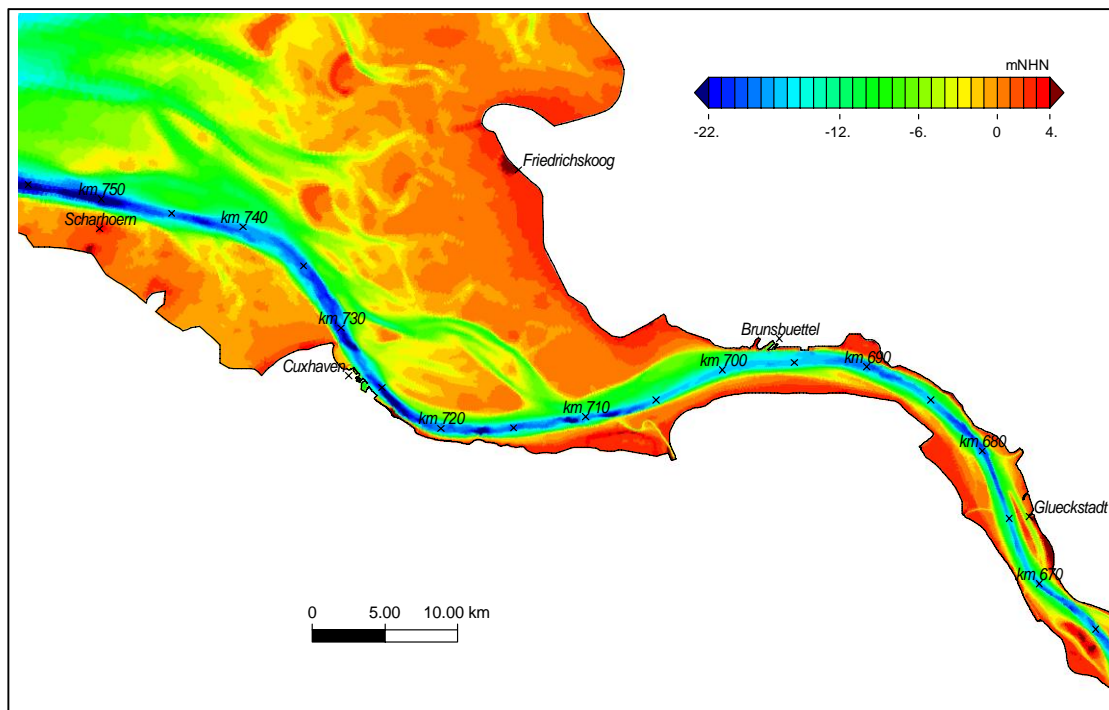 mNHN
-22. -12. -6. 0 4.
Friedrichskoog
km 750
Scharhoern
km 740
km 730
Brunsbuettel
Cuxhaven
km 700
km 690
km 710
km 720
km 680
Glueckstadt
km 670
0 5.00 10.00 km